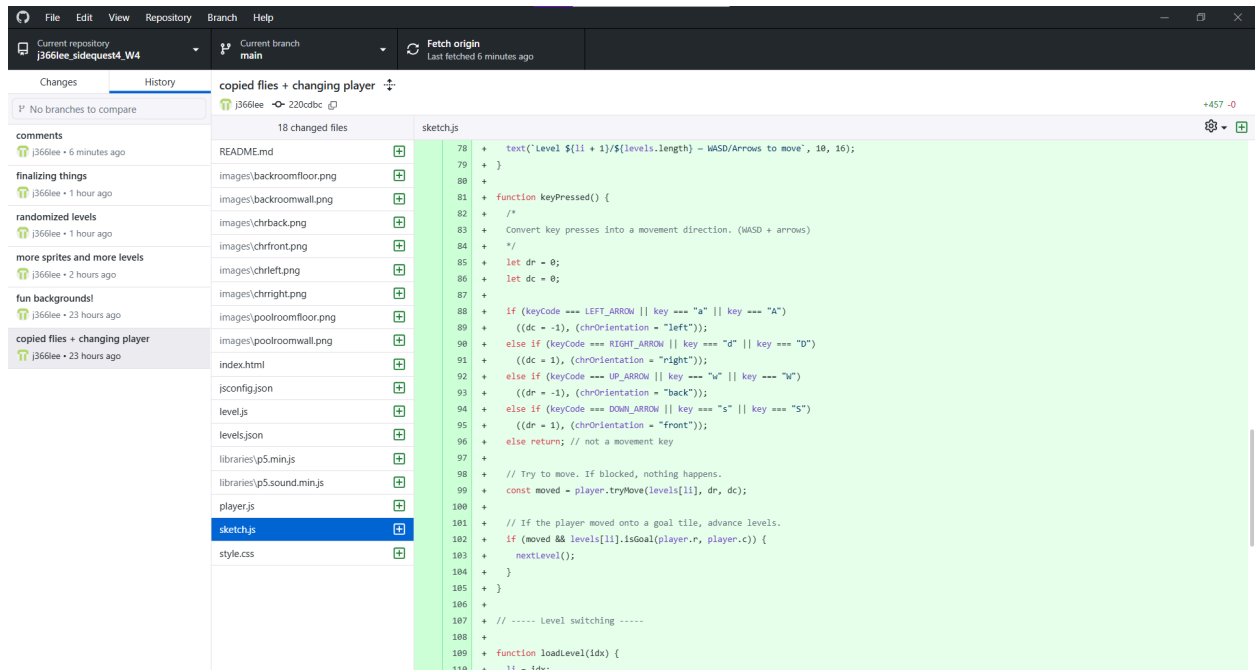 File Edit View Repository Branch Help
Current repository
j366lee_sidequest4_W4
Current branch
main
Fetch origin
Last fetched 6 minutes ago
Changes History
No branches to compare
comments
j366lee • 6 minutes ago
finalizing things
j366lee • 1 hour ago
randomized levels
j366lee • 1 hour ago
more sprites and more levels
j366lee • 2 hours ago
fun backgrounds!
j366lee • 23 hours ago
copied flies + changing player
j366lee • 23 hours ago
copied flies + changing player
j366lee 220cdbc
+457 -0
18 changed files
README.md
images\backroomfloor.png
images\backroomwall.png
images\chrback.png
images\chrfront.png
images\chrleft.png
images\chrright.png
images\poolroomfloor.png
images\poolroomwall.png
index.html
jsconfig.json
level.js
levels.json
libraries\p5.min.js
libraries\p5.sound.min.js
player.js
sketch.js
style.css
sketch.js
78 + text(`Level ${li + 1}/${levels.length} — WASD/Arrows to move`, 10, 16);
79 + }
80 +
81 + function keyPressed() {
82 + /*
83 + Convert key presses into a movement direction. (WASD + arrows)
84 + */
85 + let dr = 0;
86 + let dc = 0;
87 +
88 + if (keyCode === LEFT_ARROW || key === "a" || key === "A")
89 + ((dc = -1), (chrOrientation = "left"));
90 + else if (keyCode === RIGHT_ARROW || key === "d" || key === "D")
91 + ((dc = 1), (chrOrientation = "right"));
92 + else if (keyCode === UP_ARROW || key === "w" || key === "W")
93 + ((dr = -1), (chrOrientation = "back"));
94 + else if (keyCode === DOWN_ARROW || key === "s" || key === "S")
95 + ((dr = 1), (chrOrientation = "front"));
96 + else return; // not a movement key
97 +
98 + // Try to move. If blocked, nothing happens.
99 + const moved = player.tryMove(levels[li], dr, dc);
100 +
101 + // If the player moved onto a goal tile, advance levels.
102 + if (moved && levels[li].isGoal(player.r, player.c)) {
103 + nextLevel();
104 + }
105 + }
106 +
107 + // ----- Level switching -----
108 +
109 + function loadLevel(idx) {
110 + li = idx;